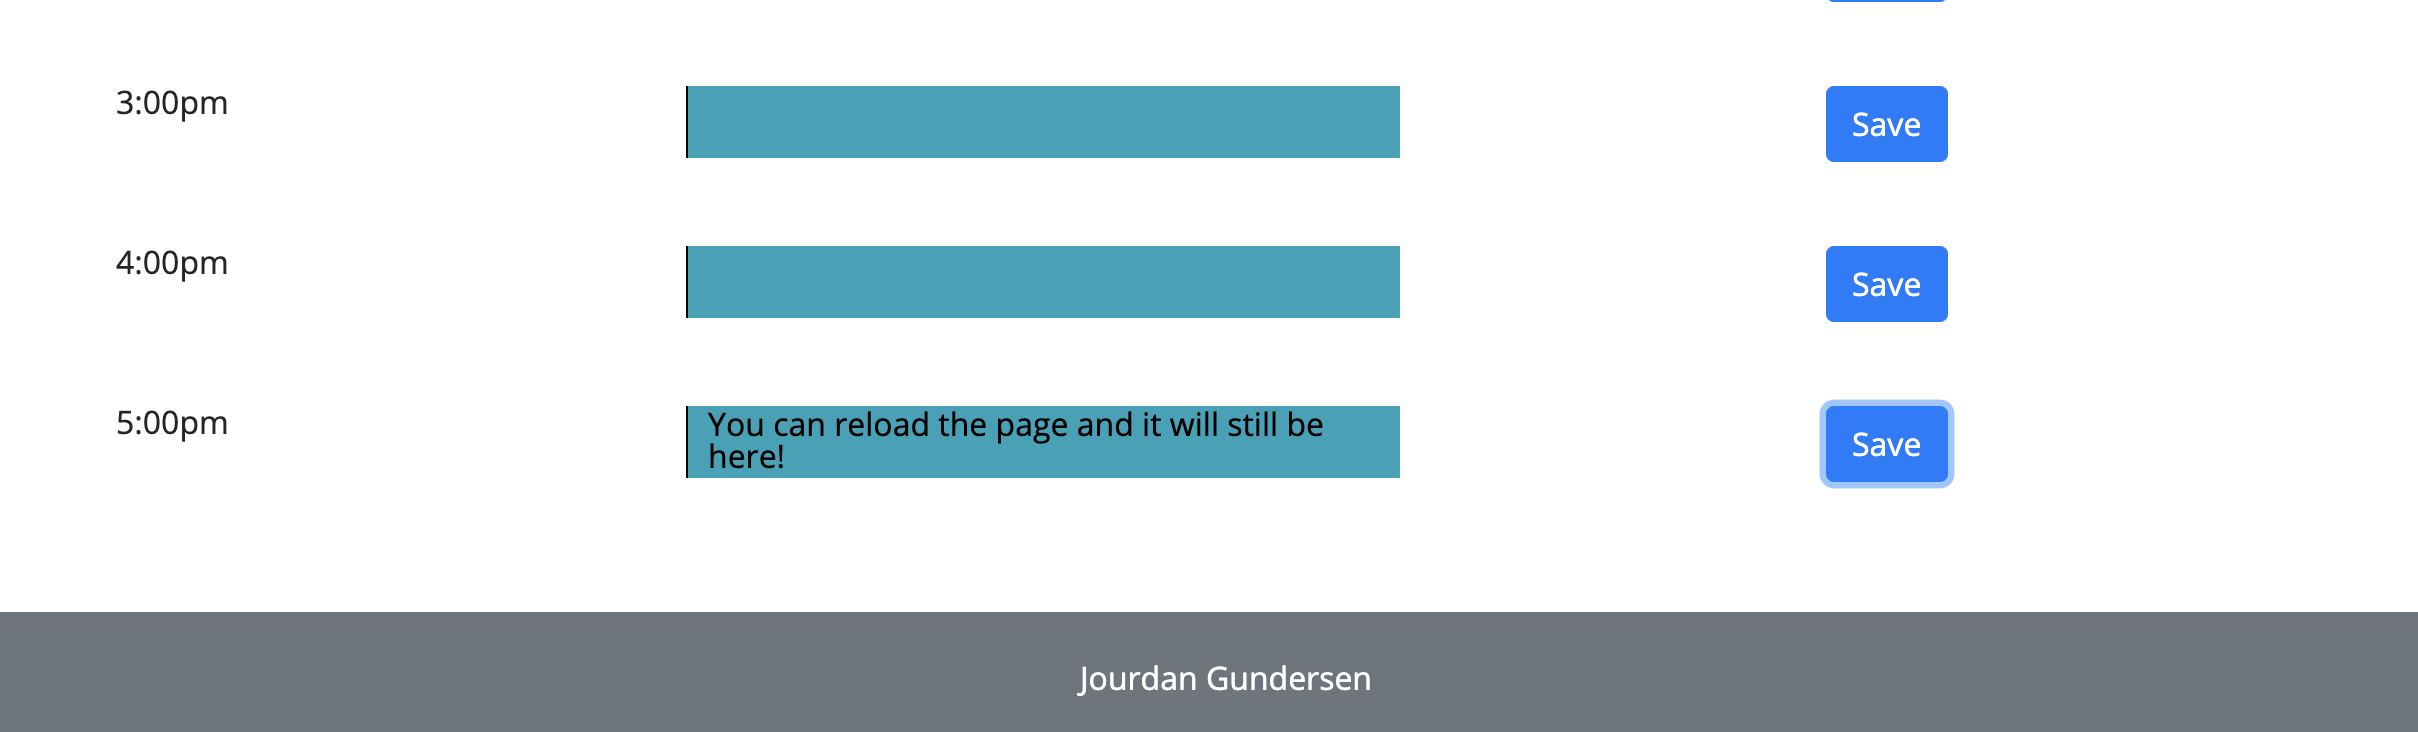 3:00pm
Save
4:00pm
Save
5:00pm
You can reload the page and it will still be
here!
Save
Jourdan Gundersen